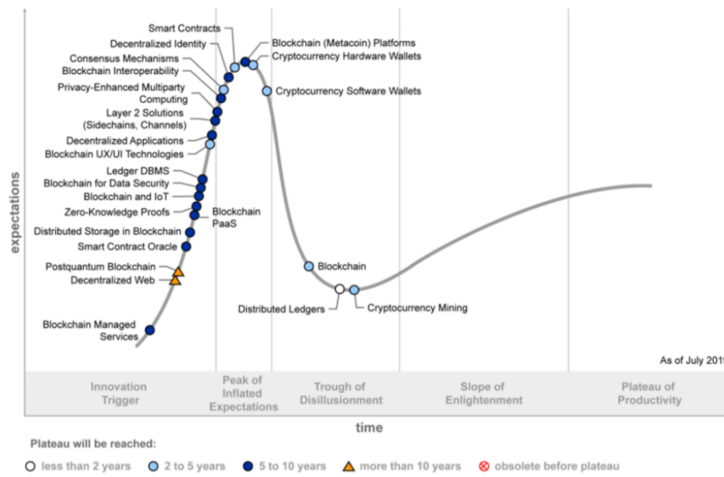 Smart Contracts
Decentralized Identity
Consensus Mechanisms
Blockchain Interoperability
Privacy-Enhanced Multiparty
Computing
Layer 2 Solutions
(Sidechains, Channels)
Decentralized Applications
Blockchain UX/UI Technologies
Ledger DBMS
Blockchain for Data Security
Blockchain and IoT
Zero-Knowledge Proofs
Blockchain
PaaS
Distributed Storage in Blockchain
Smart Contract Oracle
Postquantum Blockchain
Decentralized Web
Blockchain Managed
Services
Blockchain (Metacoin) Platforms
Cryptocurrency Hardware Wallets
Cryptocurrency Software Wallets
Blockchain
Distributed Ledgers
Cryptocurrency Mining
expectations
As of July 2019
Innovation
Trigger
Peak of
Inflated
Expectations
Trough of
Disillusionment
Slope of
Enlightenment
Plateau of
Productivity
time
Plateau will be reached:
less than 2 years
2 to 5 years
5 to 10 years
more than 10 years
obsolete before plateau